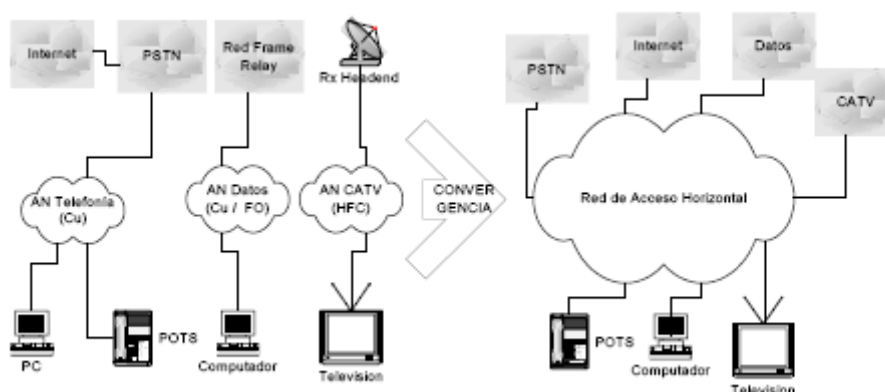 Internet
PSTN
Red Frame
Relay
Rx Headend
AN Telefonía
(Cu)
AN Datos
(Cu / FO)
AN CATV
(HFC)
PC
POTS
Computador
Television
CONVER
GENCIA
PSTN
Internet
Datos
CATV
Red de Acceso Horizontal
POTS
Computador
Television